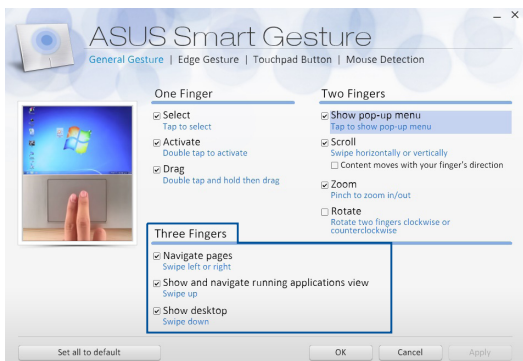 ASUS Smart Gesture
General Gesture | Edge Gesture | Touchpad Button | Mouse Detection
One Finger
Select
Tap to select
Activate
Double tap to activate
Drag
Double tap and hold then drag
Two Fingers
Show pop-up menu
Tap to show pop-up menu
Scroll
Swipe horizontally or vertically
Content moves with your finger's direction
Zoom
Pinch to zoom in/out
Rotate
Rotate two fingers clockwise or
counterclockwise
Three Fingers
Navigate pages
Swipe left or right
Show and navigate running applications view
Swipe up
Show desktop
Swipe down
Set all to default
OK
Cancel
Apply